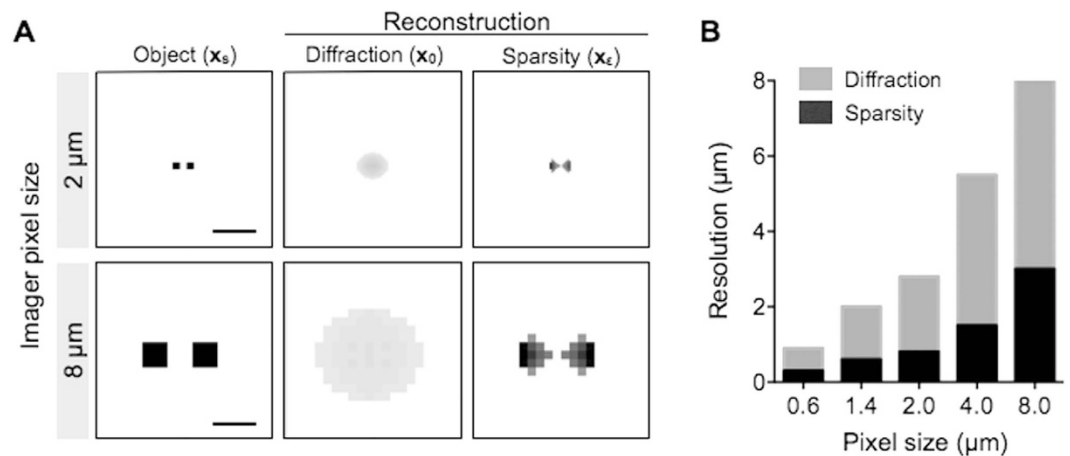 A
Reconstruction
Object (xₛ)
Diffraction (x₀)
Sparsity (xε)
Imager pixel size
2 μm
8 μm
B
Diffraction
Sparsity
Resolution (μm)
8
6
4
2
0
0.6 1.4 2.0 4.0 8.0
Pixel size (μm)